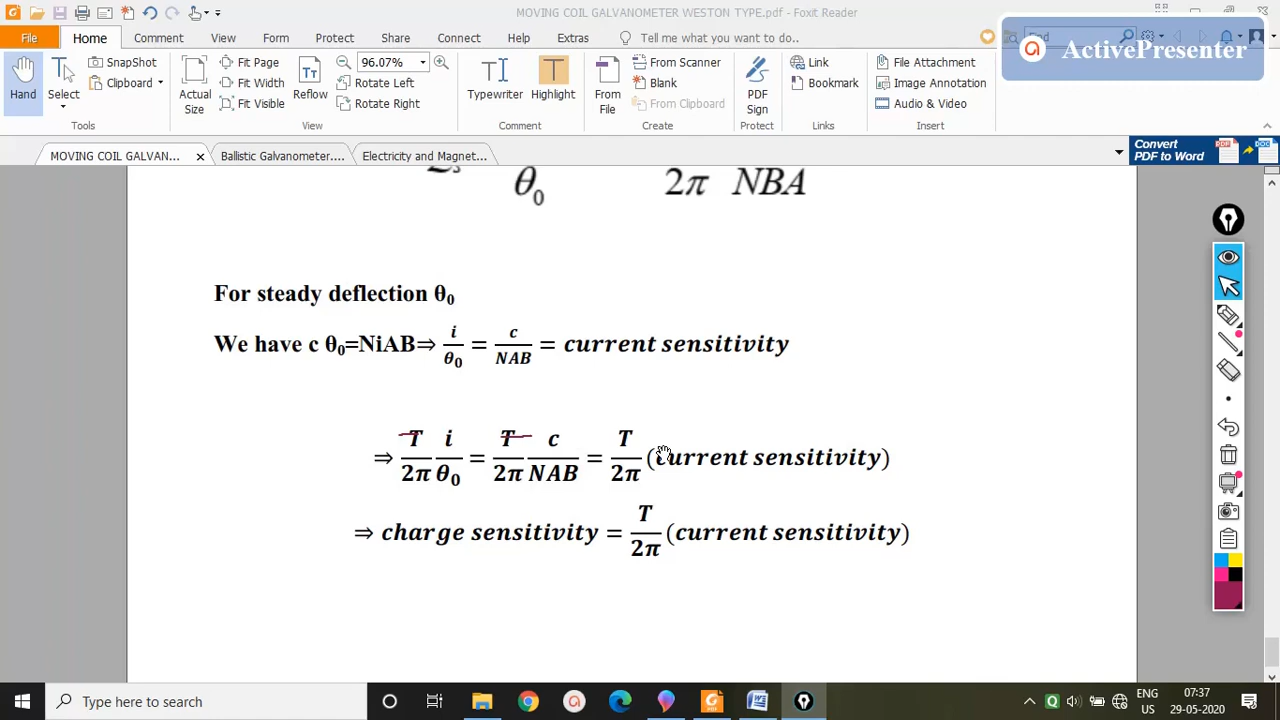 MOVING COIL GALVANOMETER WESTON TYPE.pdf - Foxit Reader
ActivePresenter
File Home Comment View Form Protect Share Connect Help Extras Tell me what you want to do...
Hand
Select
SnapShot
Clipboard
Tools
Actual Size
Fit Page
Fit Width
Fit Visible
Reflow
96.07%
Rotate Left
Rotate Right
View
Typewriter
Highlight
Comment
From File
From Scanner
Blank
From Clipboard
Create
PDF Sign
Protect
Link
Bookmark
Links
File Attachment
Image Annotation
Audio & Video
Insert
MOVING COIL GALVAN... Ballistic Galvanometer.... Electricity and Magnet...
Convert PDF to Word
θ₀ 2π NBA
For steady deflection θ₀
We have c θ₀=NiAB⇒ i/θ₀ = c/NAB = current sensitivity
⇒ T/2π i/θ₀ = T/2π c/NAB = T/2π (current sensitivity)
⇒ charge sensitivity = T/2π (current sensitivity)
Type here to search
ENG
US
07:37
29-05-2020